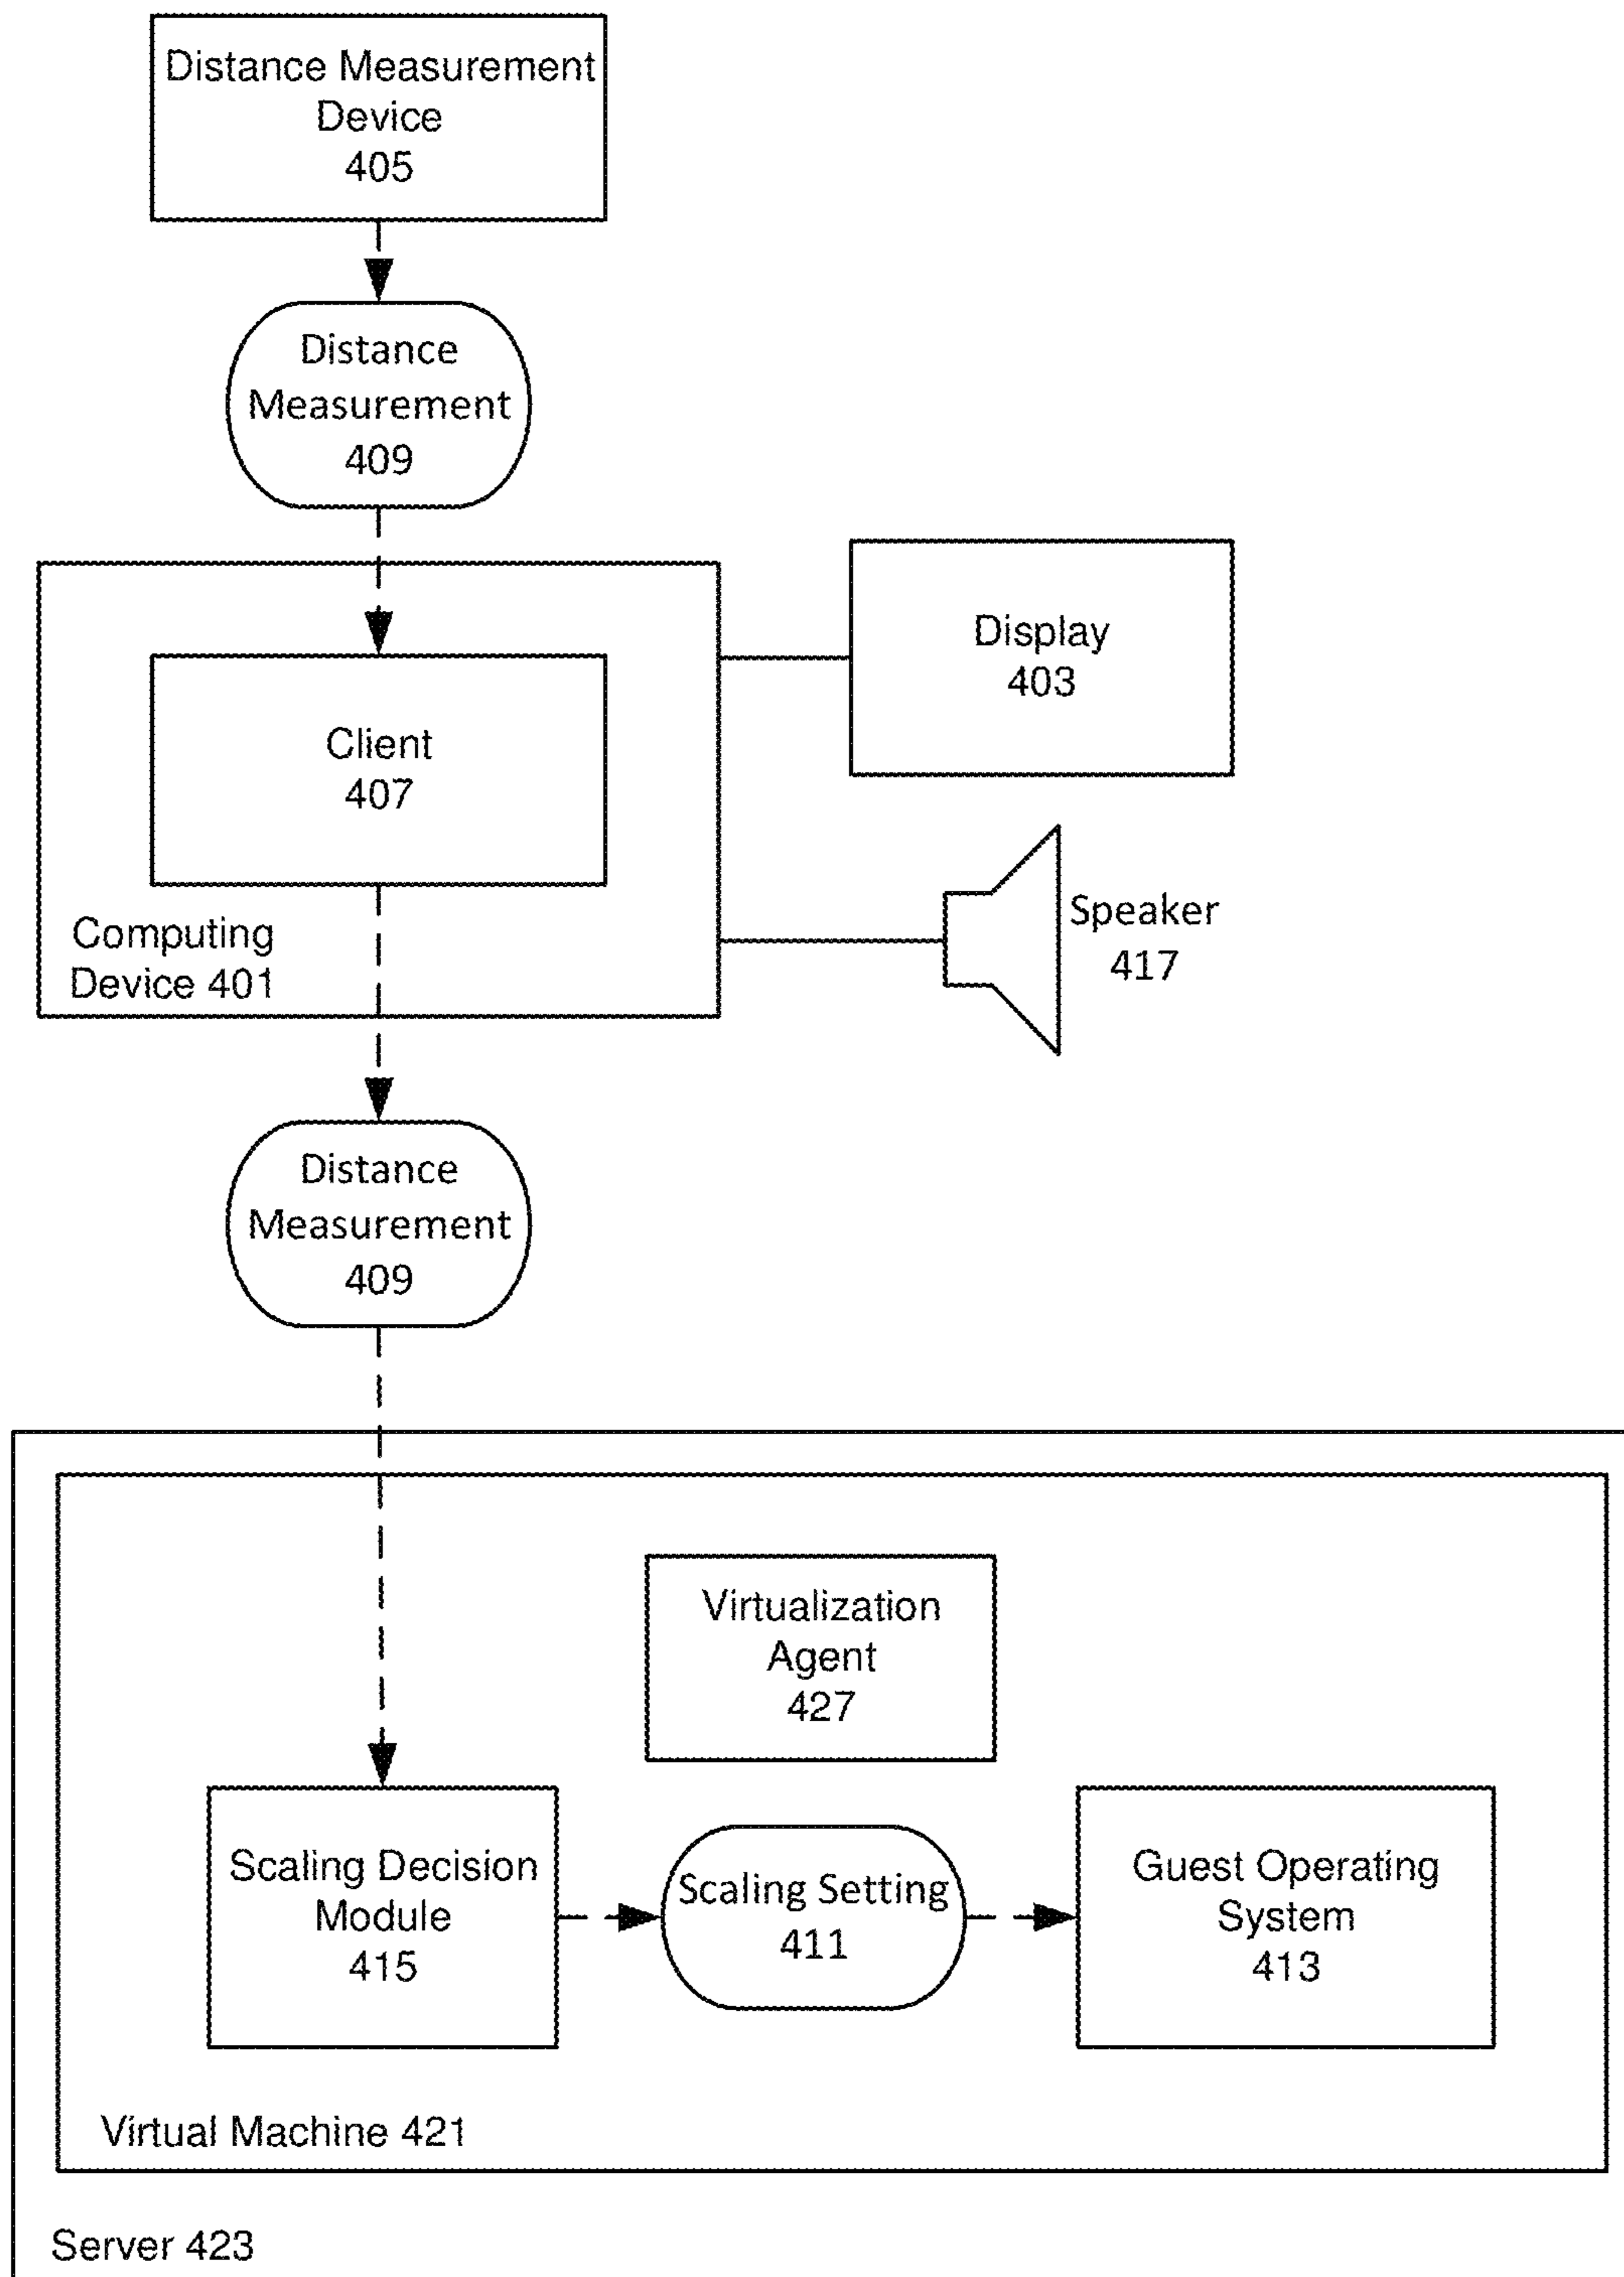 Distance Measurement
Device
405
Distance
Measurement
409
Display
403
Client
407
Computing
Device 401
Speaker
417
Distance
Measurement
409
Virtualization
Agent
427
Scaling Decision
Module
415
Scaling Setting
411
Guest Operating
System
413
Virtual Machine 421
Server 423